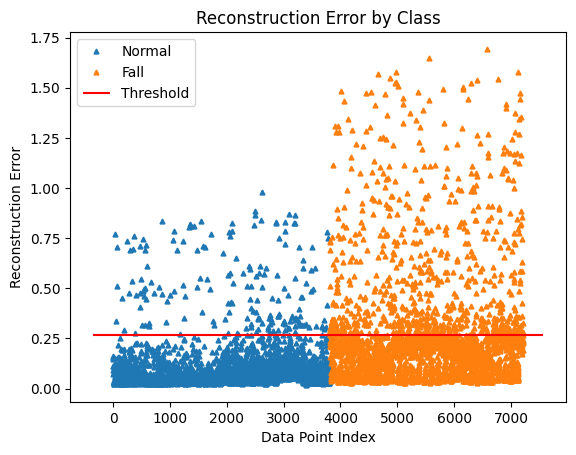 Reconstruction Error by Class
Normal
Fall
Threshold
Reconstruction Error
1.75
1.50
1.25
1.00
0.75
0.50
0.25
0.00
0 1000 2000 3000 4000 5000 6000 7000
Data Point Index